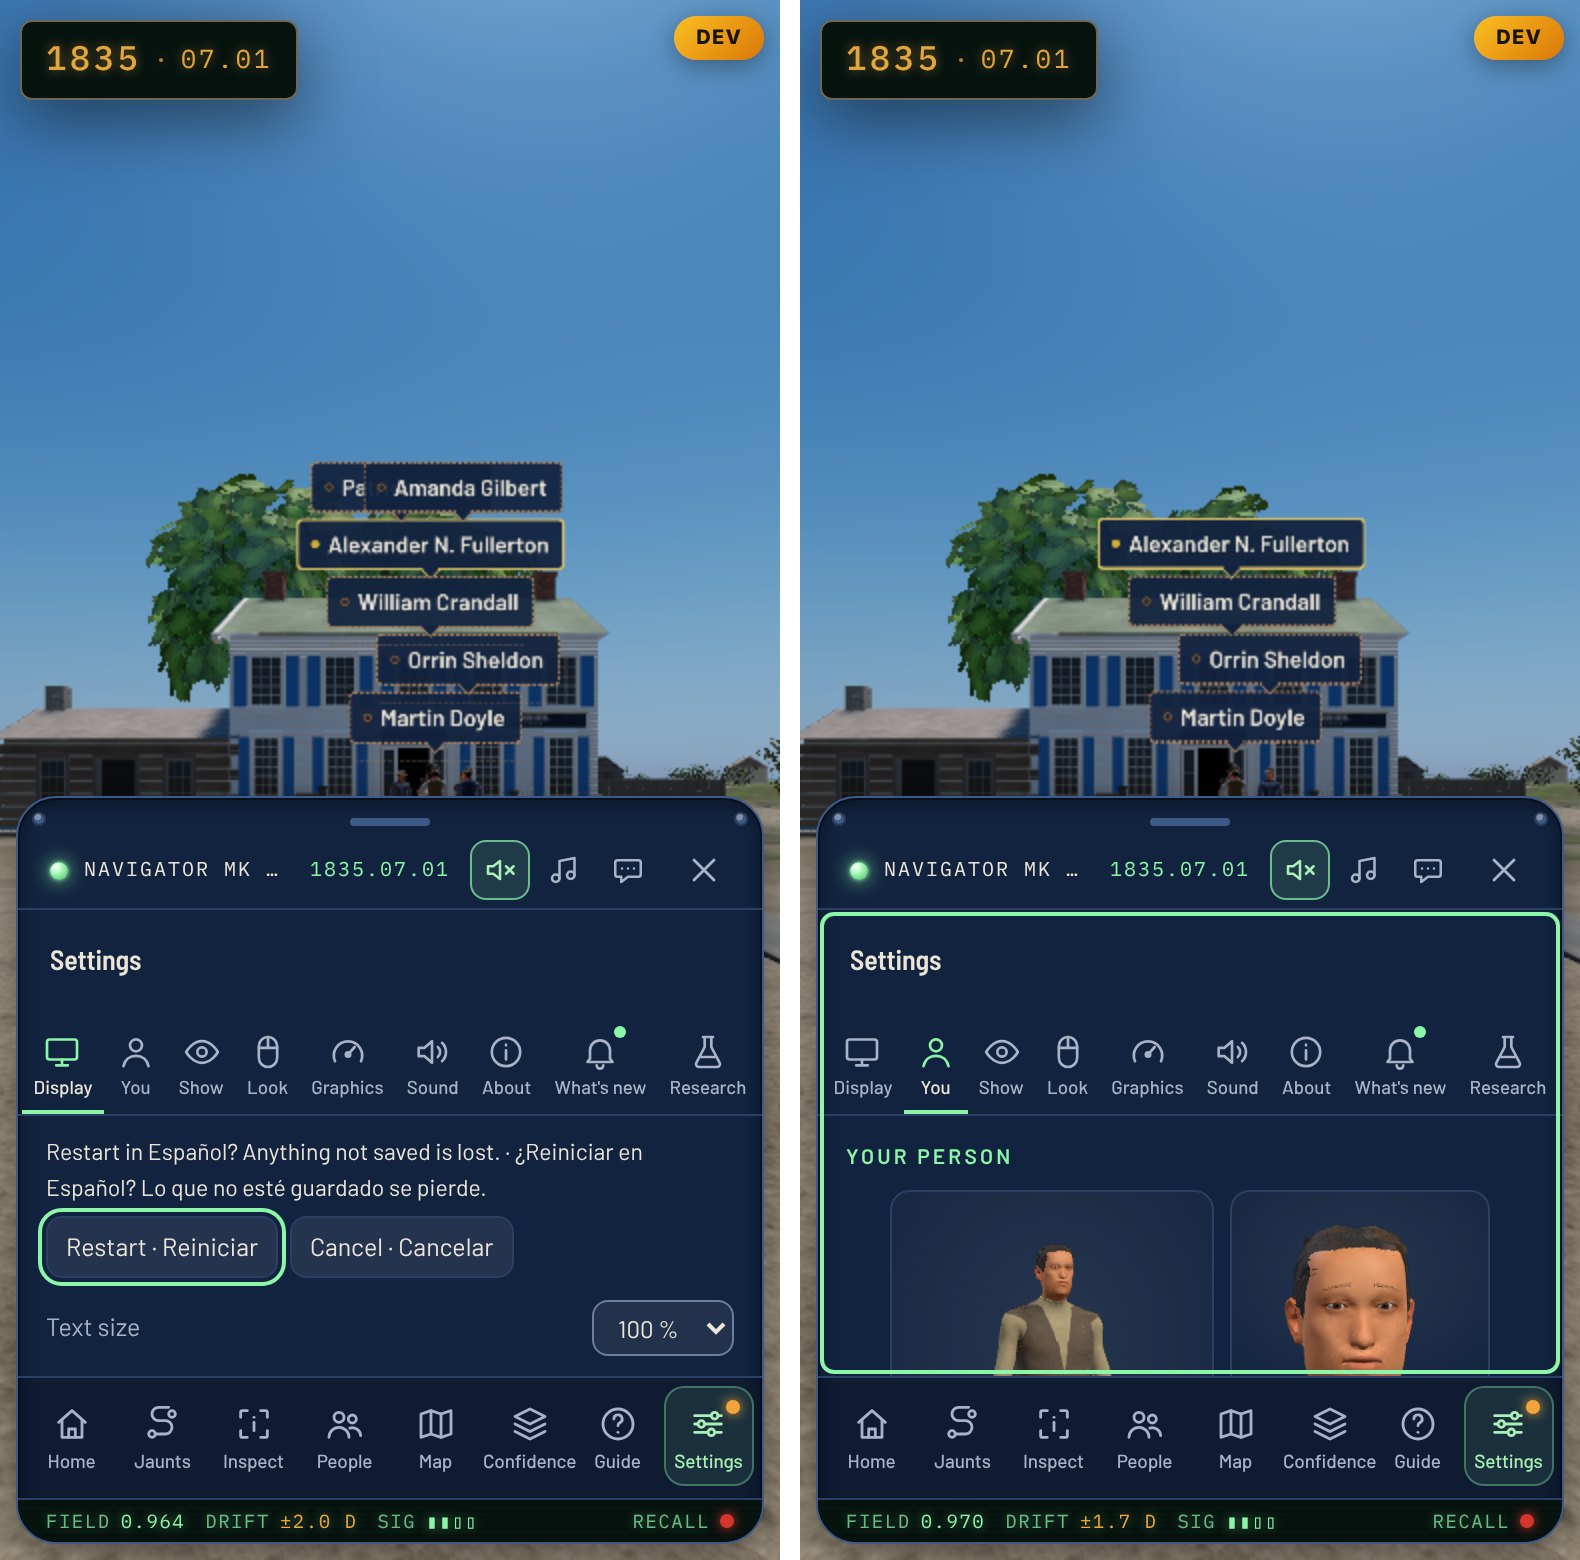 1835 · 07.01
DEV
Amanda Gilbert
Alexander N. Fullerton
William Crandall
Orrin Sheldon
Martin Doyle
NAVIGATOR MK … 1835.07.01
Settings
Display You Show Look Graphics Sound About What's new Research
Restart in Español? Anything not saved is lost. · ¿Reiniciar en
Español? Lo que no esté guardado se pierde.
Restart · Reiniciar Cancel · Cancelar
Text size 100 %
Home Jaunts Inspect People Map Confidence Guide Settings
FIELD 0.964 DRIFT ±2.0 D SIG RECALL
1835 · 07.01
DEV
Alexander N. Fullerton
William Crandall
Orrin Sheldon
Martin Doyle
NAVIGATOR MK … 1835.07.01
Settings
Display You Show Look Graphics Sound About What's new Research
YOUR PERSON
Home Jaunts Inspect People Map Confidence Guide Settings
FIELD 0.970 DRIFT ±1.7 D SIG RECALL